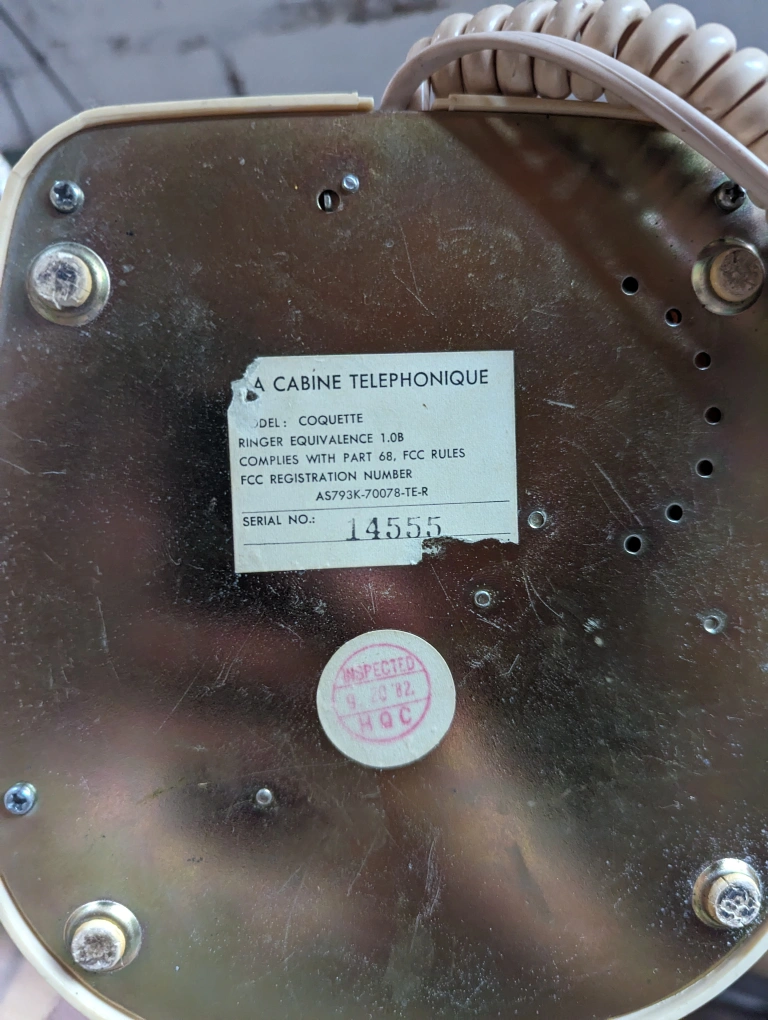 A CABINE TELEPHONIQUE
DEL: COQUETTE
RINGER EQUIVALENCE 1.0B
COMPLIES WITH PART 68, FCC RULES
FCC REGISTRATION NUMBER
AS793K-70078-TE-R
SERIAL NO.: 14555
INSPECTED
9. 20 '82.
HQC